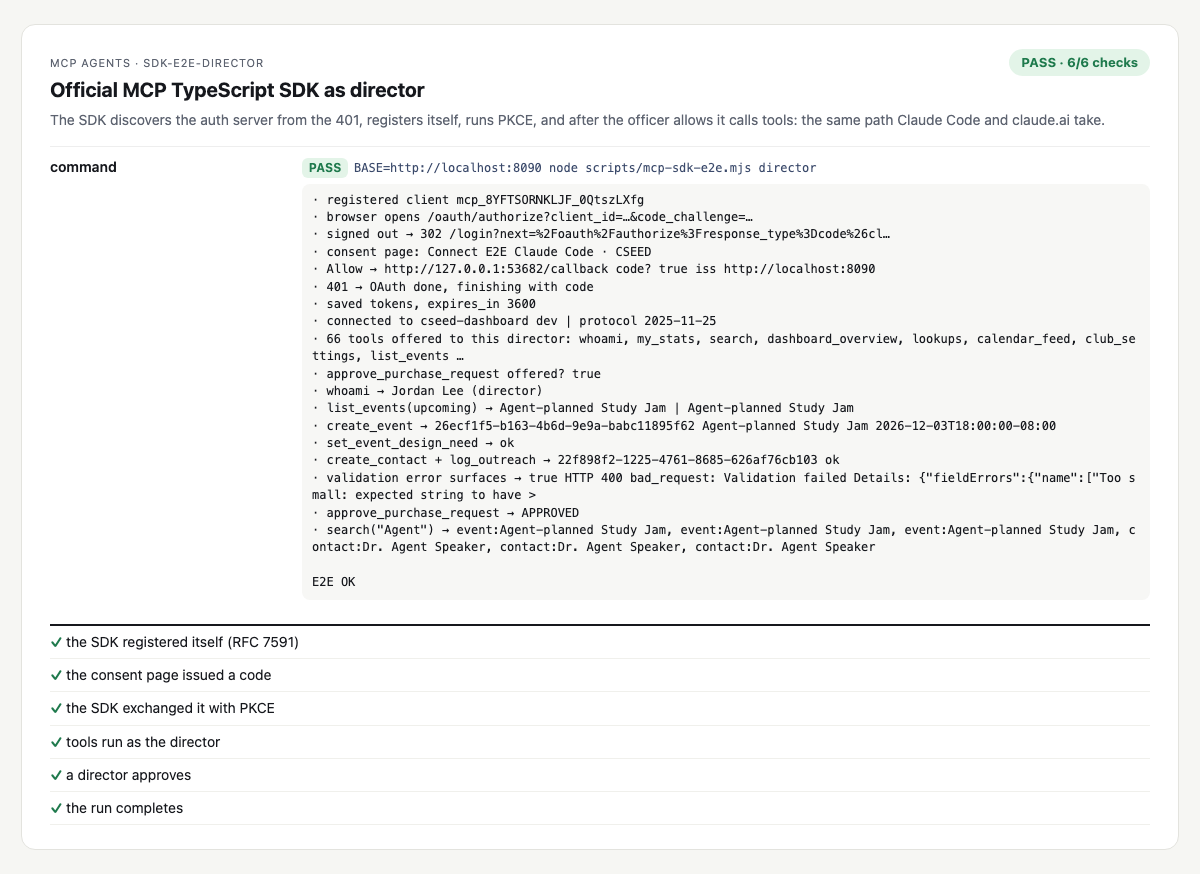 MCP AGENTS · SDK-E2E-DIRECTOR
PASS · 6/6 checks
Official MCP TypeScript SDK as director
The SDK discovers the auth server from the 401, registers itself, runs PKCE, and after the officer allows it calls tools: the same path Claude Code and claude.ai take.
command
PASS BASE=http://localhost:8090 node scripts/mcp-sdk-e2e.mjs director
· registered client mcp_8YFTSORNKLJF_0QtszLXfg
· browser opens /oauth/authorize?client_id=…&code_challenge=…
· signed out → 302 /login?next=%2Foauth%2Fauthorize%3Fresponse_type%3Dcode%26cl…
· consent page: Connect E2E Claude Code · CSEED
· Allow → http://127.0.0.1:53682/callback code? true iss http://localhost:8090
· 401 → OAuth done, finishing with code
· saved tokens, expires_in 3600
· connected to cseed-dashboard dev | protocol 2025-11-25
· 66 tools offered to this director: whoami, my_stats, search, dashboard_overview, lookups, calendar_feed, club_se
ttings, list_events …
· approve_purchase_request offered? true
· whoami → Jordan Lee (director)
· list_events(upcoming) → Agent-planned Study Jam | Agent-planned Study Jam
· create_event → 26ecf1f5-b163-4b6d-9e9a-babc11895f62 Agent-planned Study Jam 2026-12-03T18:00:00-08:00
· set_event_design_need → ok
· create_contact + log_outreach → 22f898f2-1225-4761-8685-626af76cb103 ok
· validation error surfaces → true HTTP 400 bad_request: Validation failed Details: {"fieldErrors":{"name":["Too s
mall: expected string to have >
· approve_purchase_request → APPROVED
· search("Agent") → event:Agent-planned Study Jam, event:Agent-planned Study Jam, event:Agent-planned Study Jam, c
ontact:Dr. Agent Speaker, contact:Dr. Agent Speaker, contact:Dr. Agent Speaker
E2E OK
✓ the SDK registered itself (RFC 7591)
✓ the consent page issued a code
✓ the SDK exchanged it with PKCE
✓ tools run as the director
✓ a director approves
✓ the run completes